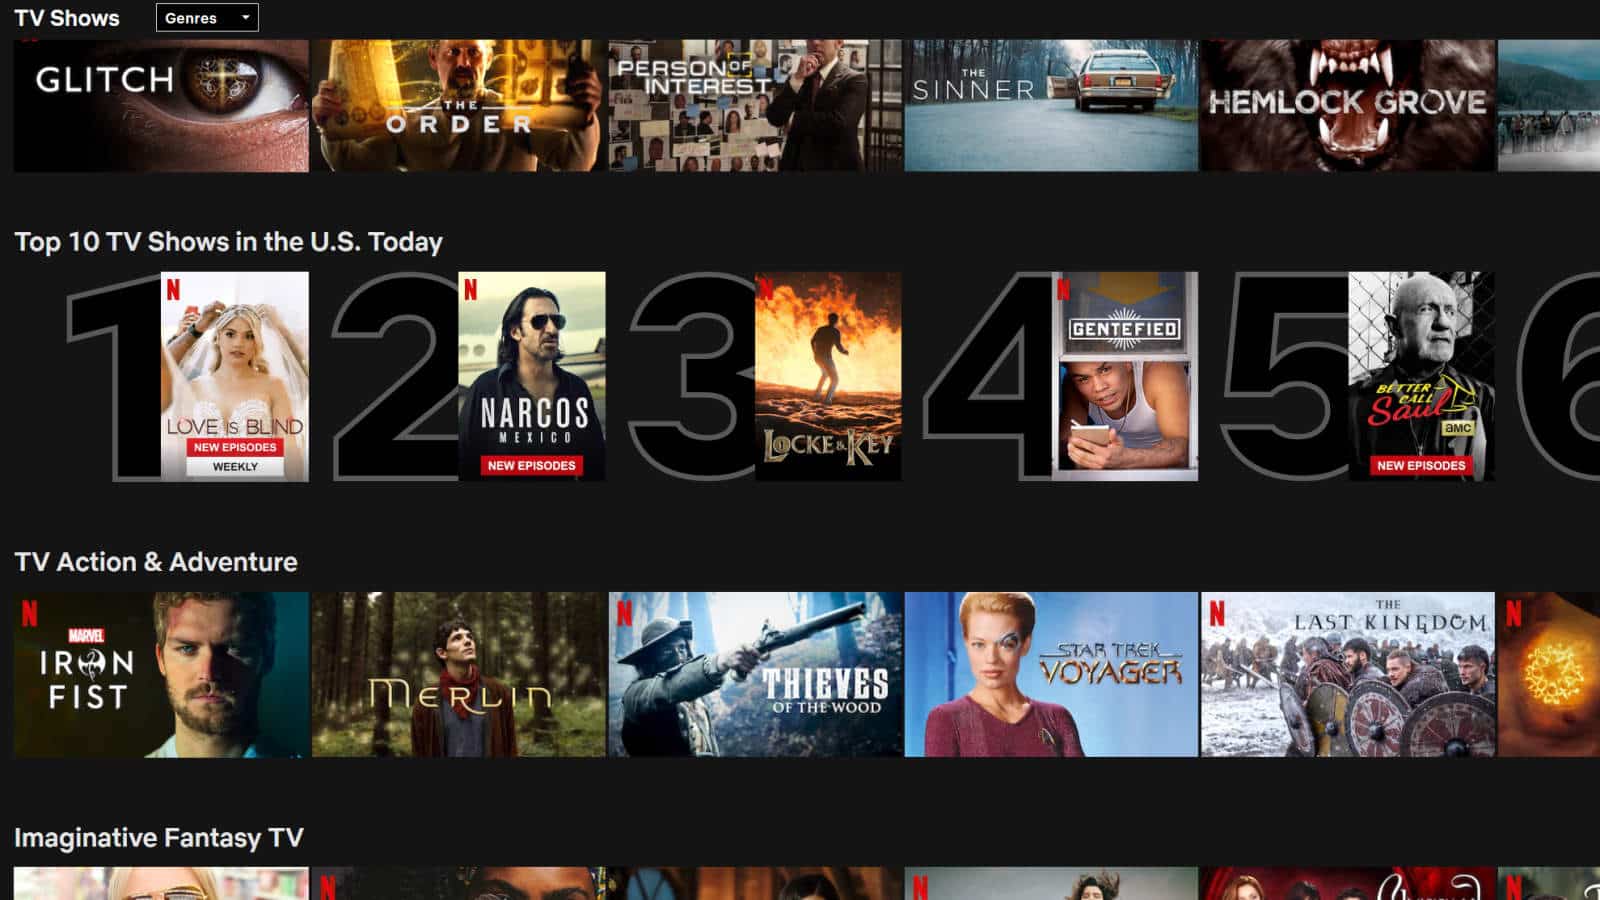 TV Shows
Genres
GLITCH
THE
ORDER
PERSON OF
INTEREST
THE
SINNER
HEMLOCK GROVE
Top 10 TV Shows in the U.S. Today
1
2
3
4
5
6
N
LOVE IS BLIND
NEW EPISODES
WEEKLY
N
NARCOS
MEXICO
NEW EPISODES
N
LOCKE & KEY
N
GENTEFIED
BETTER
CALL
Saul
amc
NEW EPISODES
TV Action & Adventure
N
MARVEL
IRON
FIST
MERLIN
N
THIEVES
OF THE WOOD
STAR TREK
VOYAGER
N
THE
LAST KINGDOM
N
Imaginative Fantasy TV
N
N
N